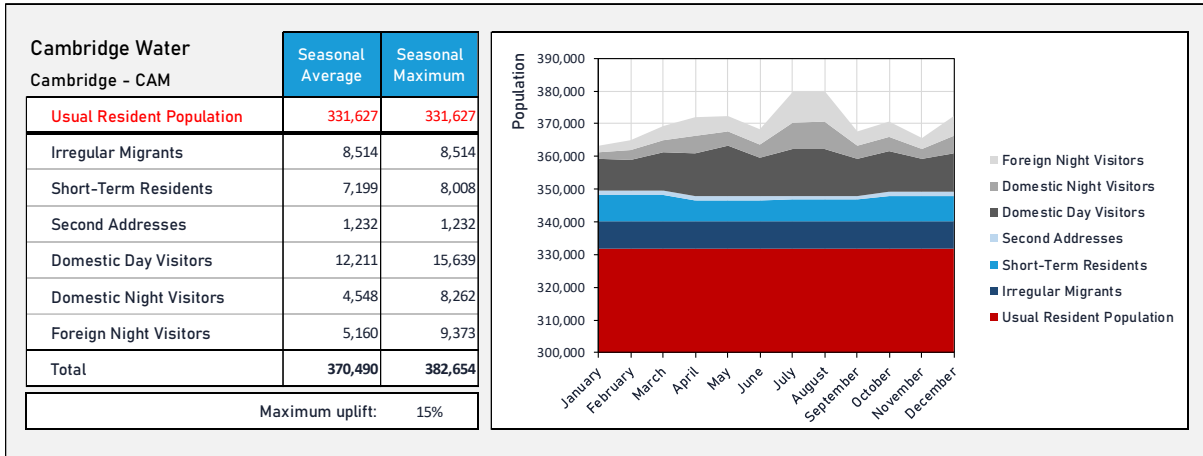 Cambridge Water
Cambridge - CAM
Seasonal Average
Seasonal Maximum
Usual Resident Population 331,627 331,627
Irregular Migrants 8,514 8,514
Short-Term Residents 7,199 8,008
Second Addresses 1,232 1,232
Domestic Day Visitors 12,211 15,639
Domestic Night Visitors 4,548 8,262
Foreign Night Visitors 5,160 9,373
Total 370,490 382,654
Maximum uplift: 15%
Population
390,000
380,000
370,000
360,000
350,000
340,000
330,000
320,000
310,000
300,000
January
February
March
April
May
June
July
August
September
October
November
December
Foreign Night Visitors
Domestic Night Visitors
Domestic Day Visitors
Second Addresses
Short-Term Residents
Irregular Migrants
Usual Resident Population